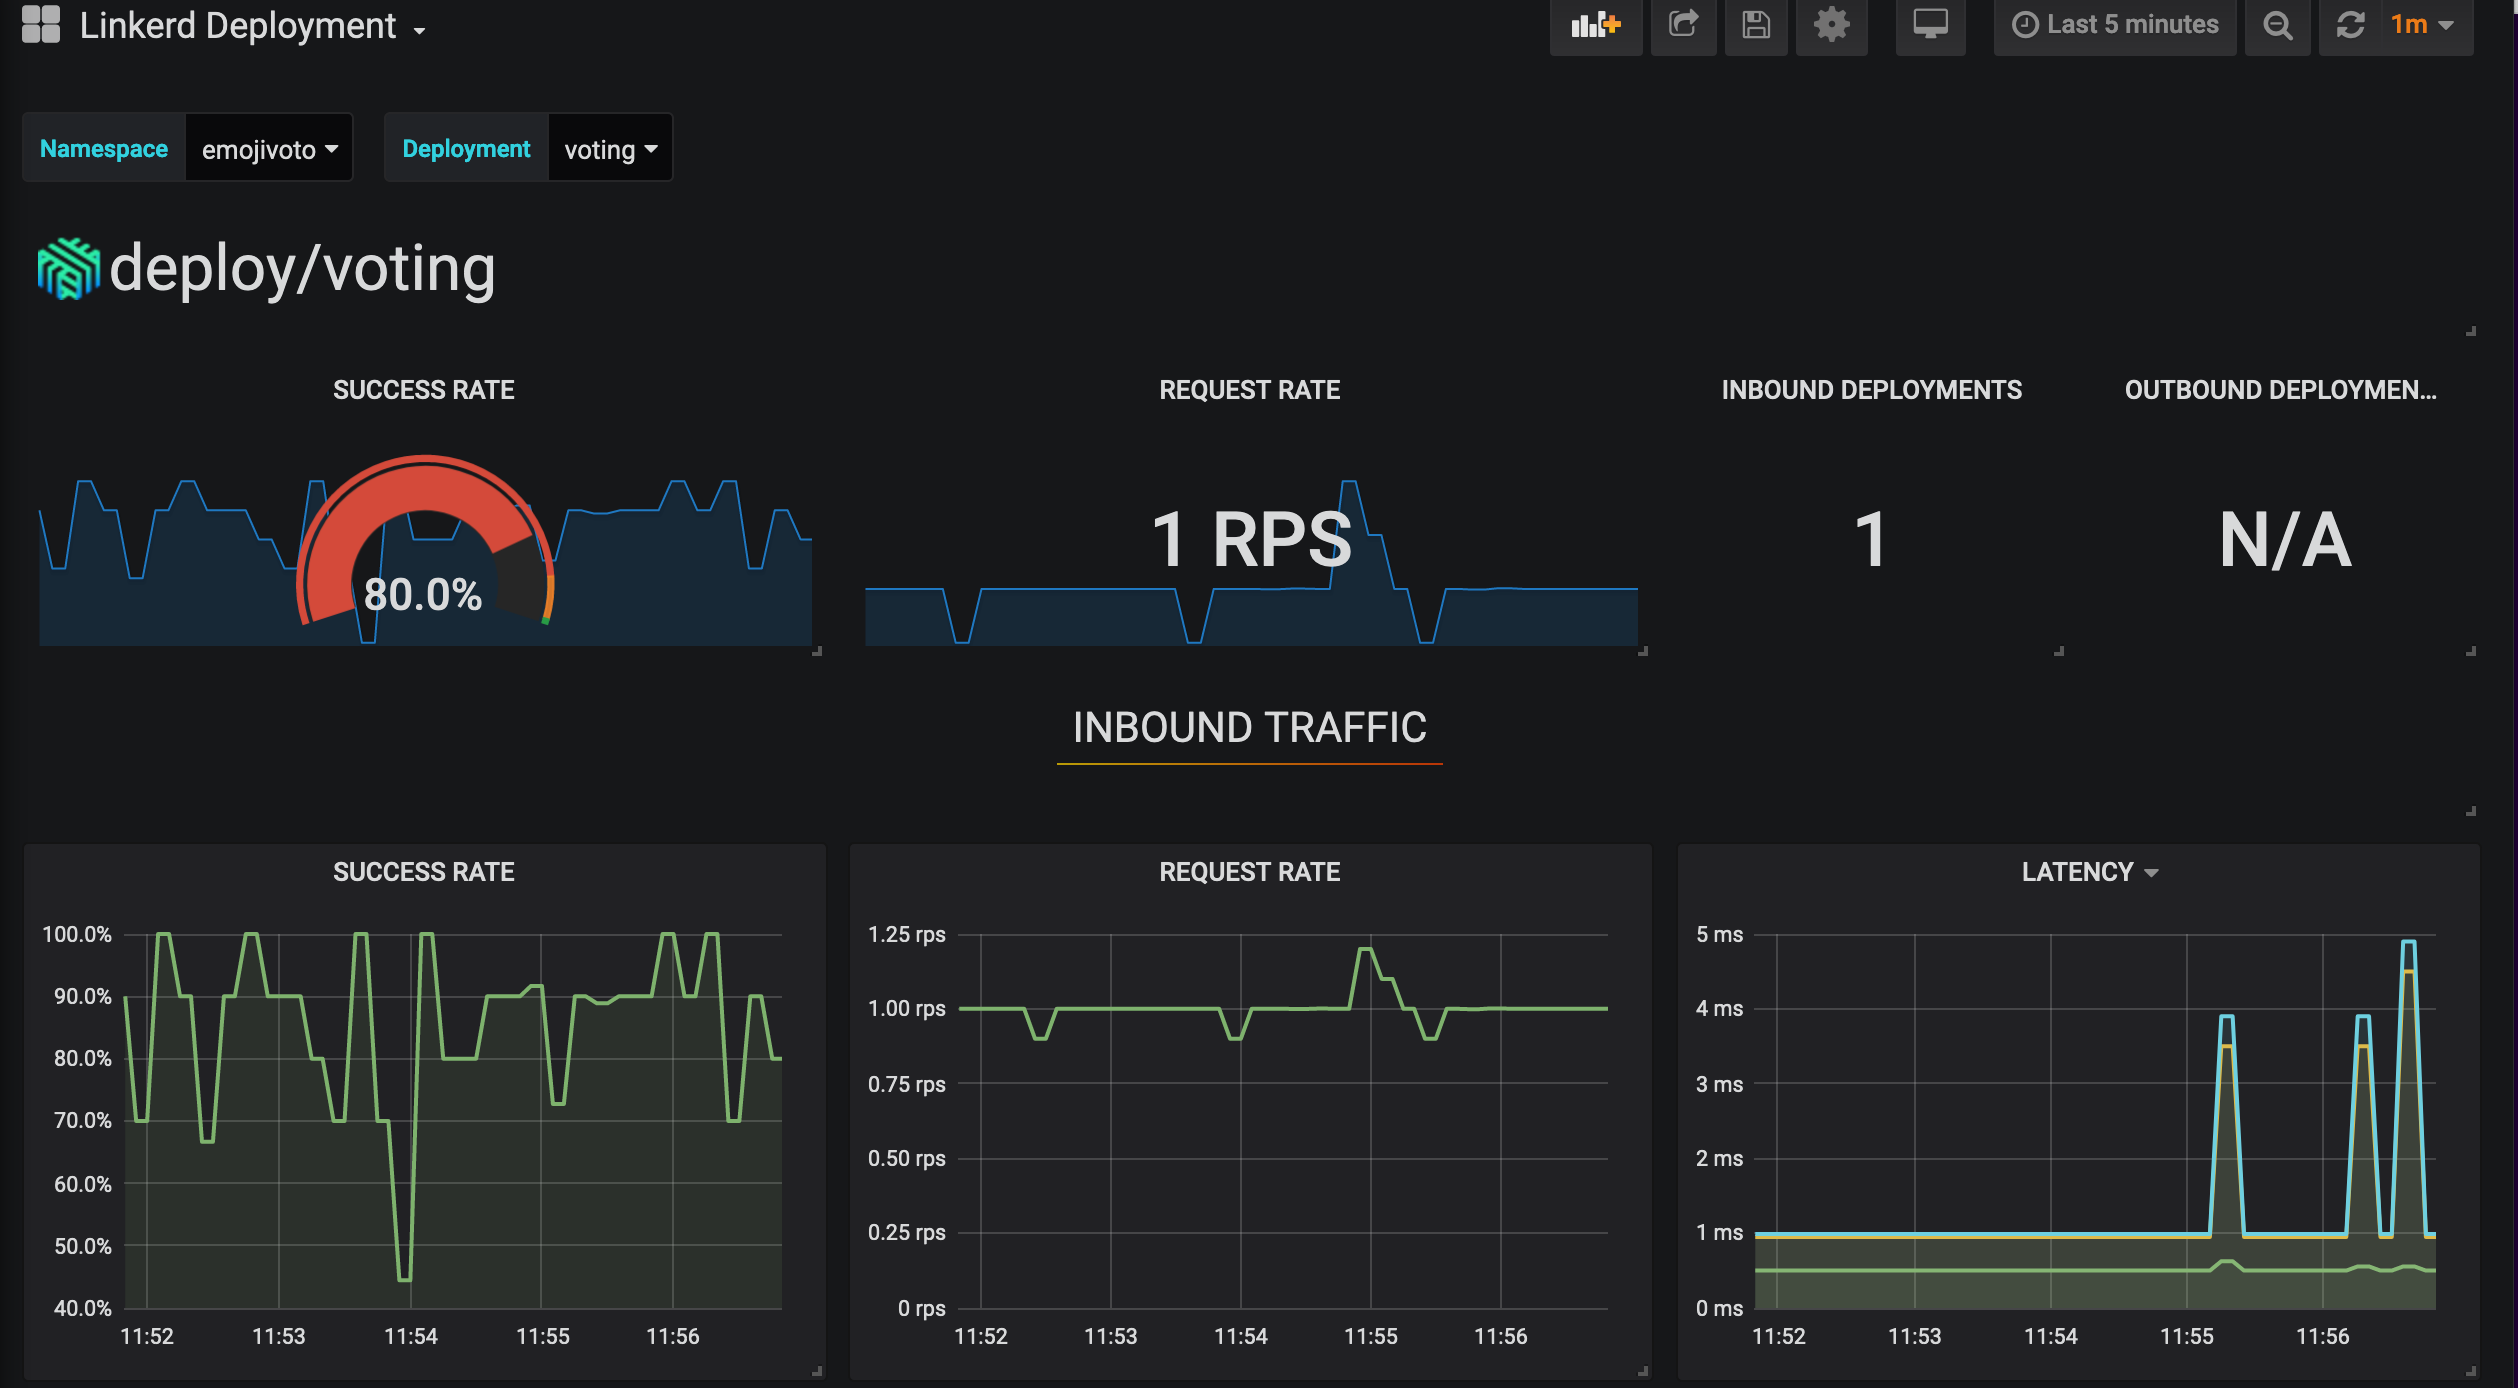 Linkerd Deployment
Last 5 minutes
1m
Namespace
emojivoto
Deployment
voting
deploy/voting
SUCCESS RATE
REQUEST RATE
INBOUND DEPLOYMENTS
OUTBOUND DEPLOYMEN...
80.0%
1 RPS
1
N/A
INBOUND TRAFFIC
SUCCESS RATE
100.0%
90.0%
80.0%
70.0%
60.0%
50.0%
40.0%
11:52 11:53 11:54 11:55 11:56
REQUEST RATE
1.25 rps
1.00 rps
0.75 rps
0.50 rps
0.25 rps
0 rps
11:52 11:53 11:54 11:55 11:56
LATENCY
5 ms
4 ms
3 ms
2 ms
1 ms
0 ms
11:52 11:53 11:54 11:55 11:56